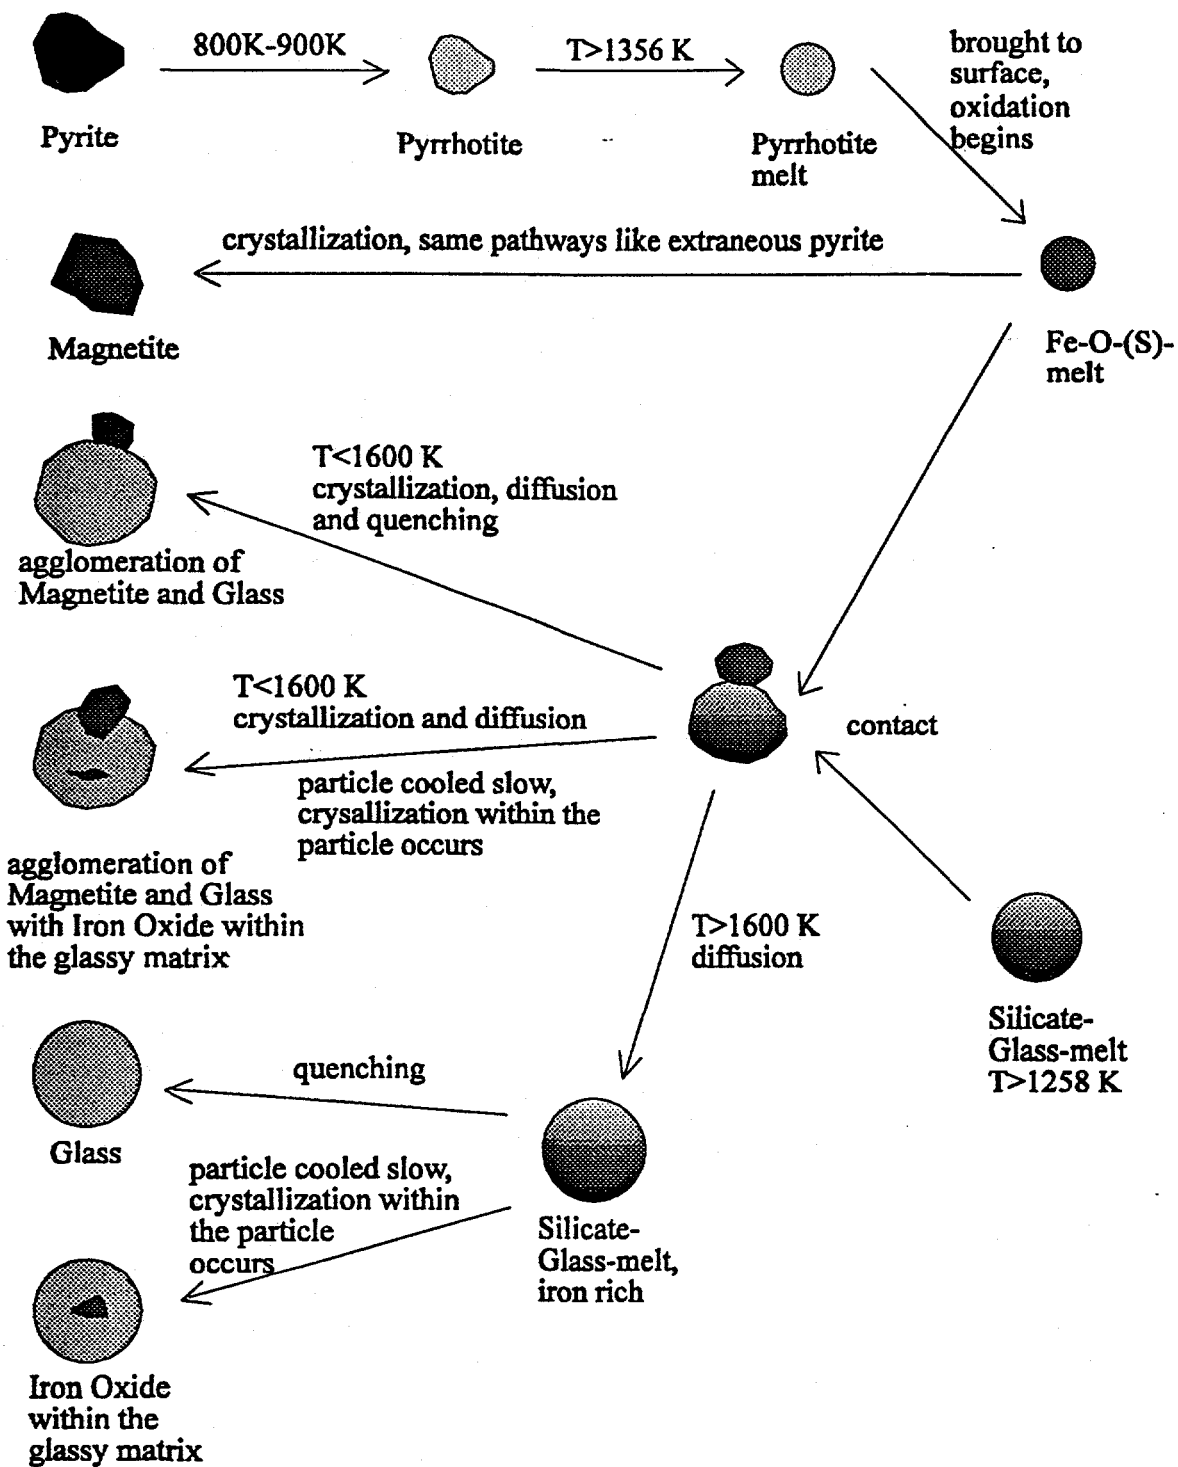 800K-900K
T>1356 K
brought to
surface,
oxidation
begins
Pyrite
Pyrrhotite
Pyrrhotite
melt
crystallization, same pathways like extraneous pyrite
Magnetite
Fe-O-(S)-
melt
T<1600 K
crystallization, diffusion
and quenching
agglomeration of
Magnetite and Glass
T<1600 K
crystallization and diffusion
contact
particle cooled slow,
crysallization within the
particle occurs
agglomeration of
Magnetite and Glass
with Iron Oxide within
the glassy matrix
T>1600 K
diffusion
Silicate-
Glass-melt
T>1258 K
quenching
Glass
particle cooled slow,
crystallization within
the particle
occurs
Silicate-
Glass-melt,
iron rich
Iron Oxide
within the
glassy matrix